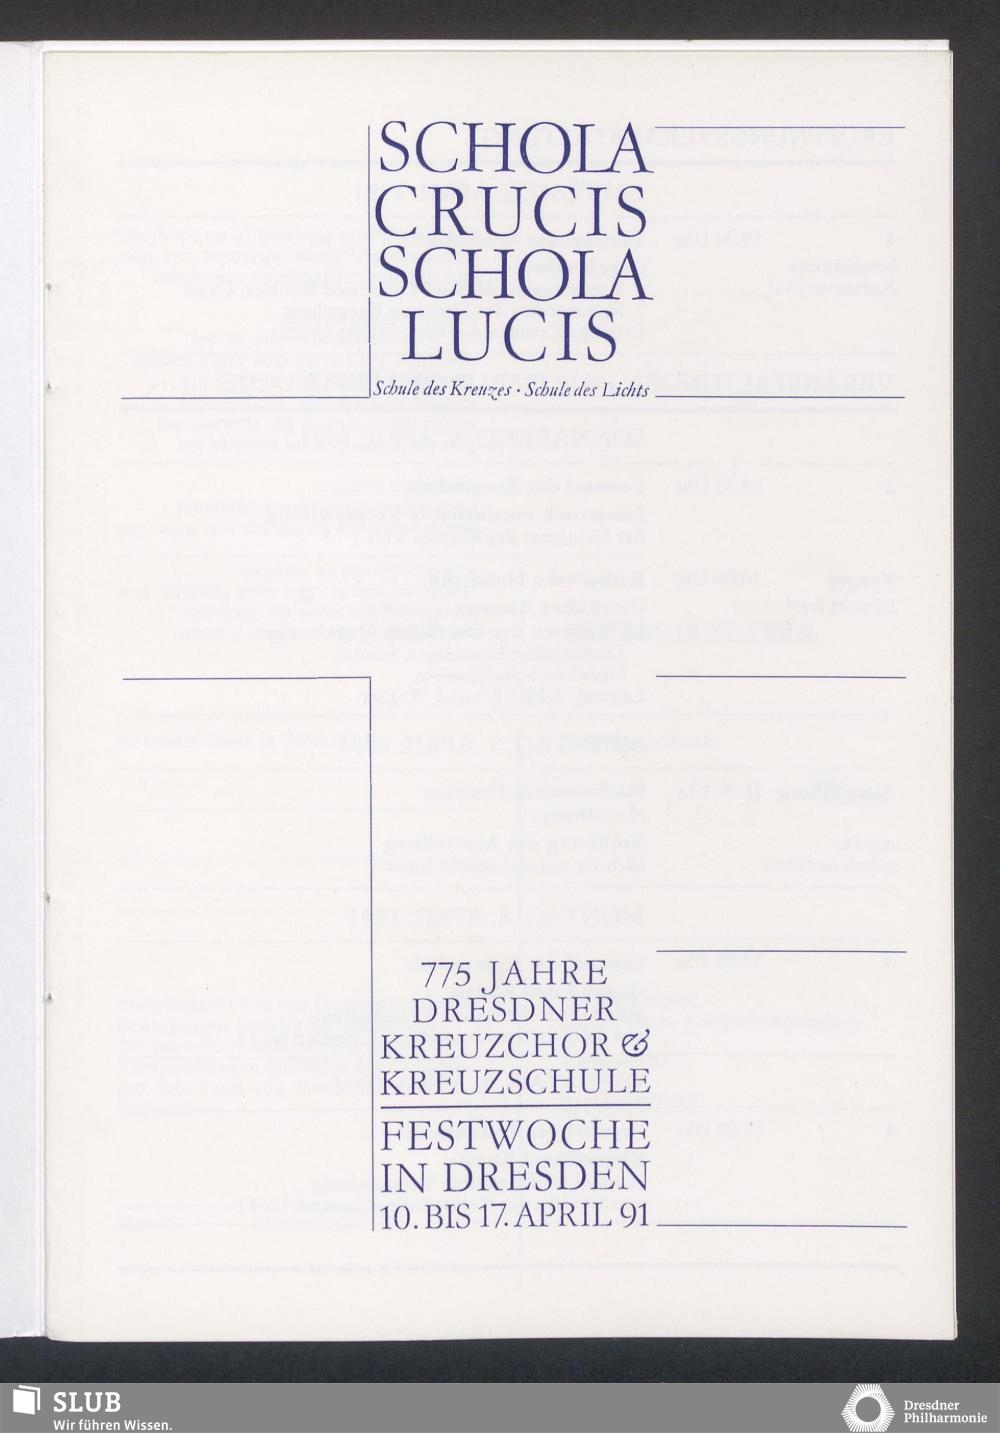 SCHOLA
CRUCIS
SCHOLA
LUCIS
Schule des Kreuzes · Schule des Lichts
775 JAHRE
DRESDNER
KREUZCHOR &
KREUZSCHULE
FESTWOCHE
IN DRESDEN
10. BIS 17. APRIL 91
SLUB
Wir führen Wissen.
Dresdner
Philharmonie